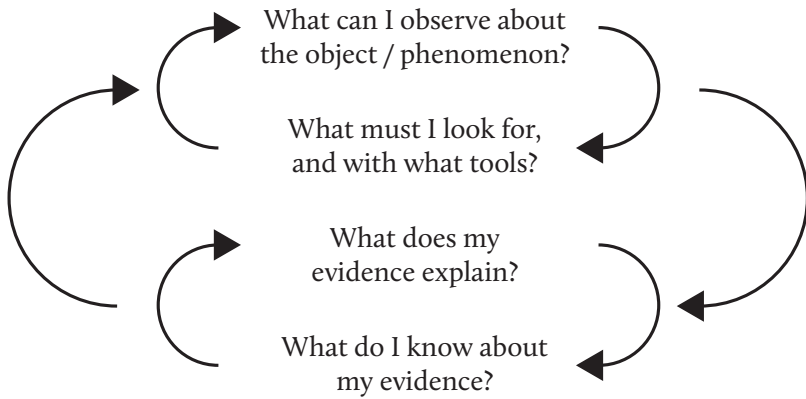 What can I observe about
the object / phenomenon?
What must I look for,
and with what tools?
What does my
evidence explain?
What do I know about
my evidence?